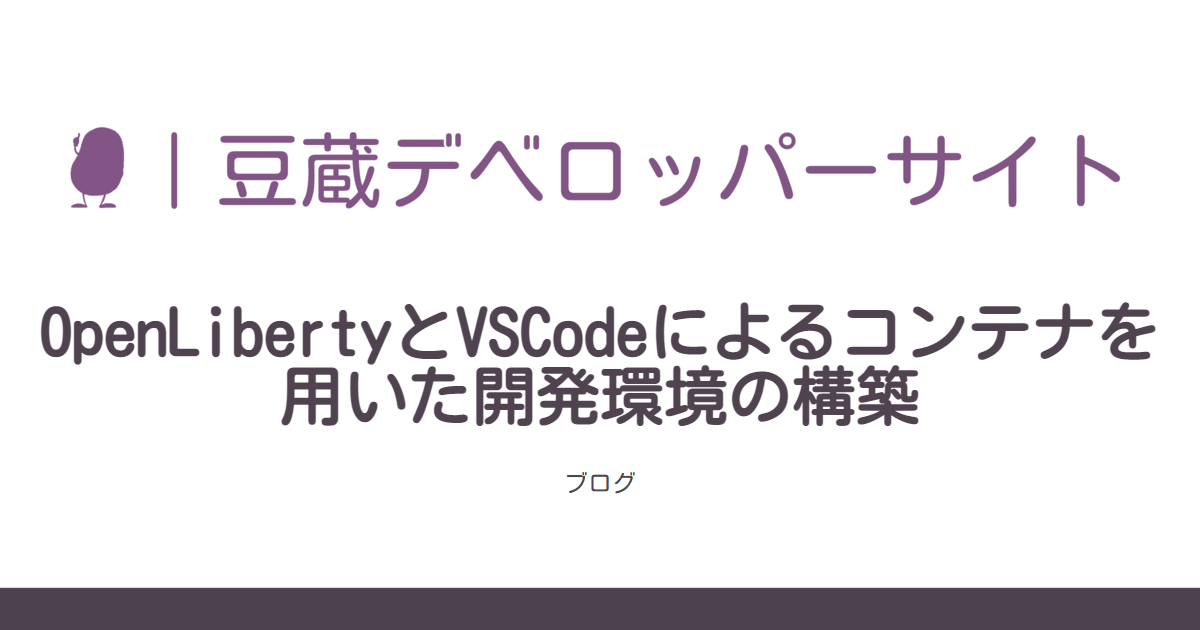 ｜豆蔵デベロッパーサイト
OpenLibertyとVSCodeによるコンテナを
用いた開発環境の構築
ブログ